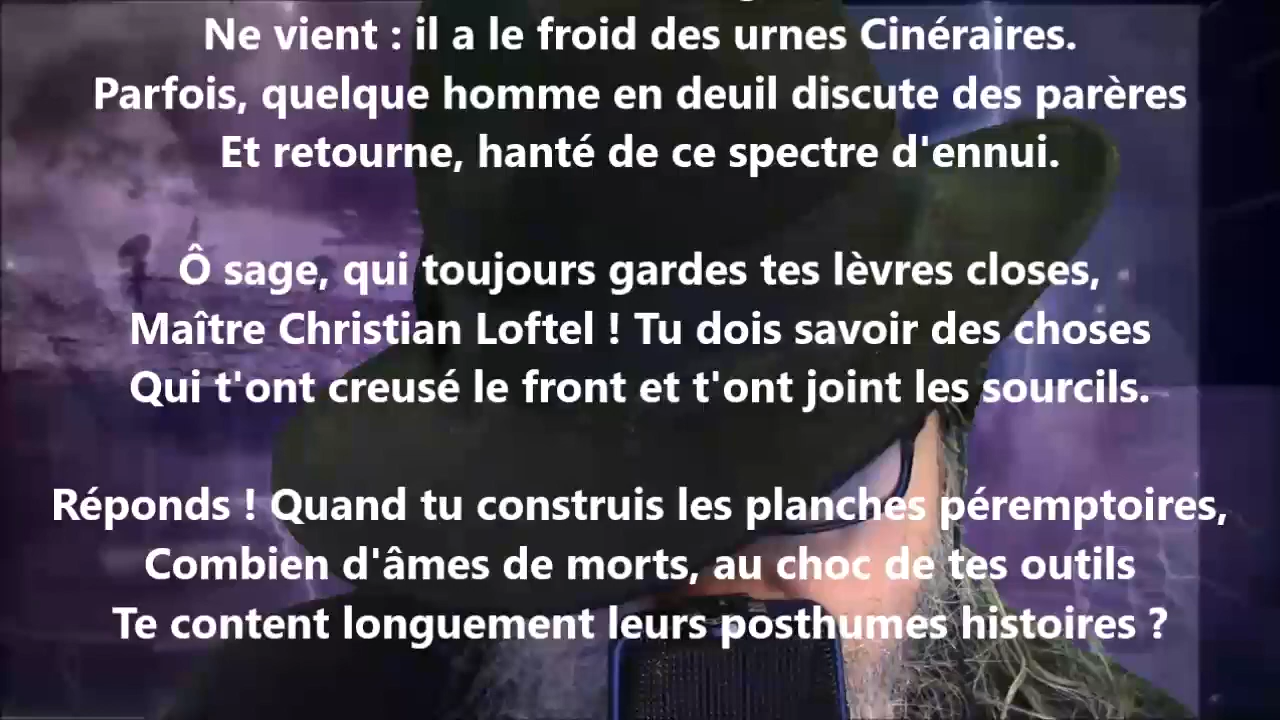 Ne vient : il a le froid des urnes Cinéraires.
Parfois, quelque homme en deuil discute des parères
Et retourne, hanté de ce spectre d'ennui.
Ô sage, qui toujours gardes tes lèvres closes,
Maître Christian Loftel ! Tu dois savoir des choses
Qui t'ont creusé le front et t'ont joint les sourcils.
Réponds ! Quand tu construis les planches péremptoires,
Combien d'âmes de morts, au choc de tes outils
Te content longuement leurs posthumes histoires ?